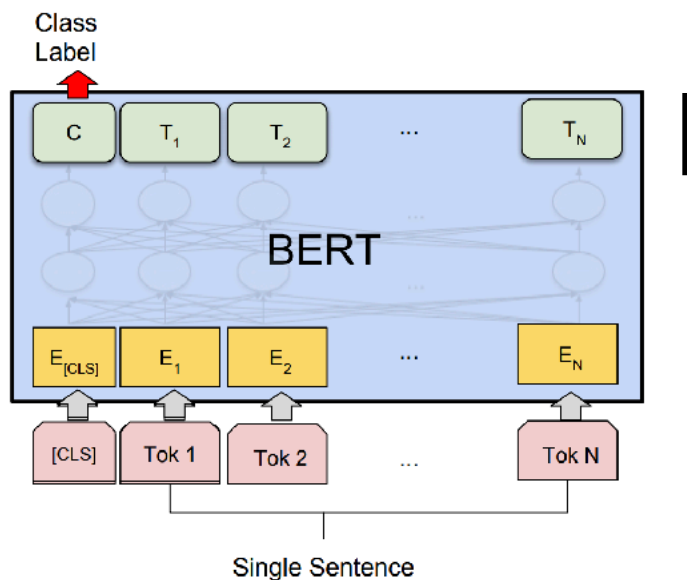 Class
Label
C T1 T2 ... TN
...
BERT
...
E[CLS] E1 E2 ... EN
[CLS] Tok 1 Tok 2 ... Tok N
Single Sentence